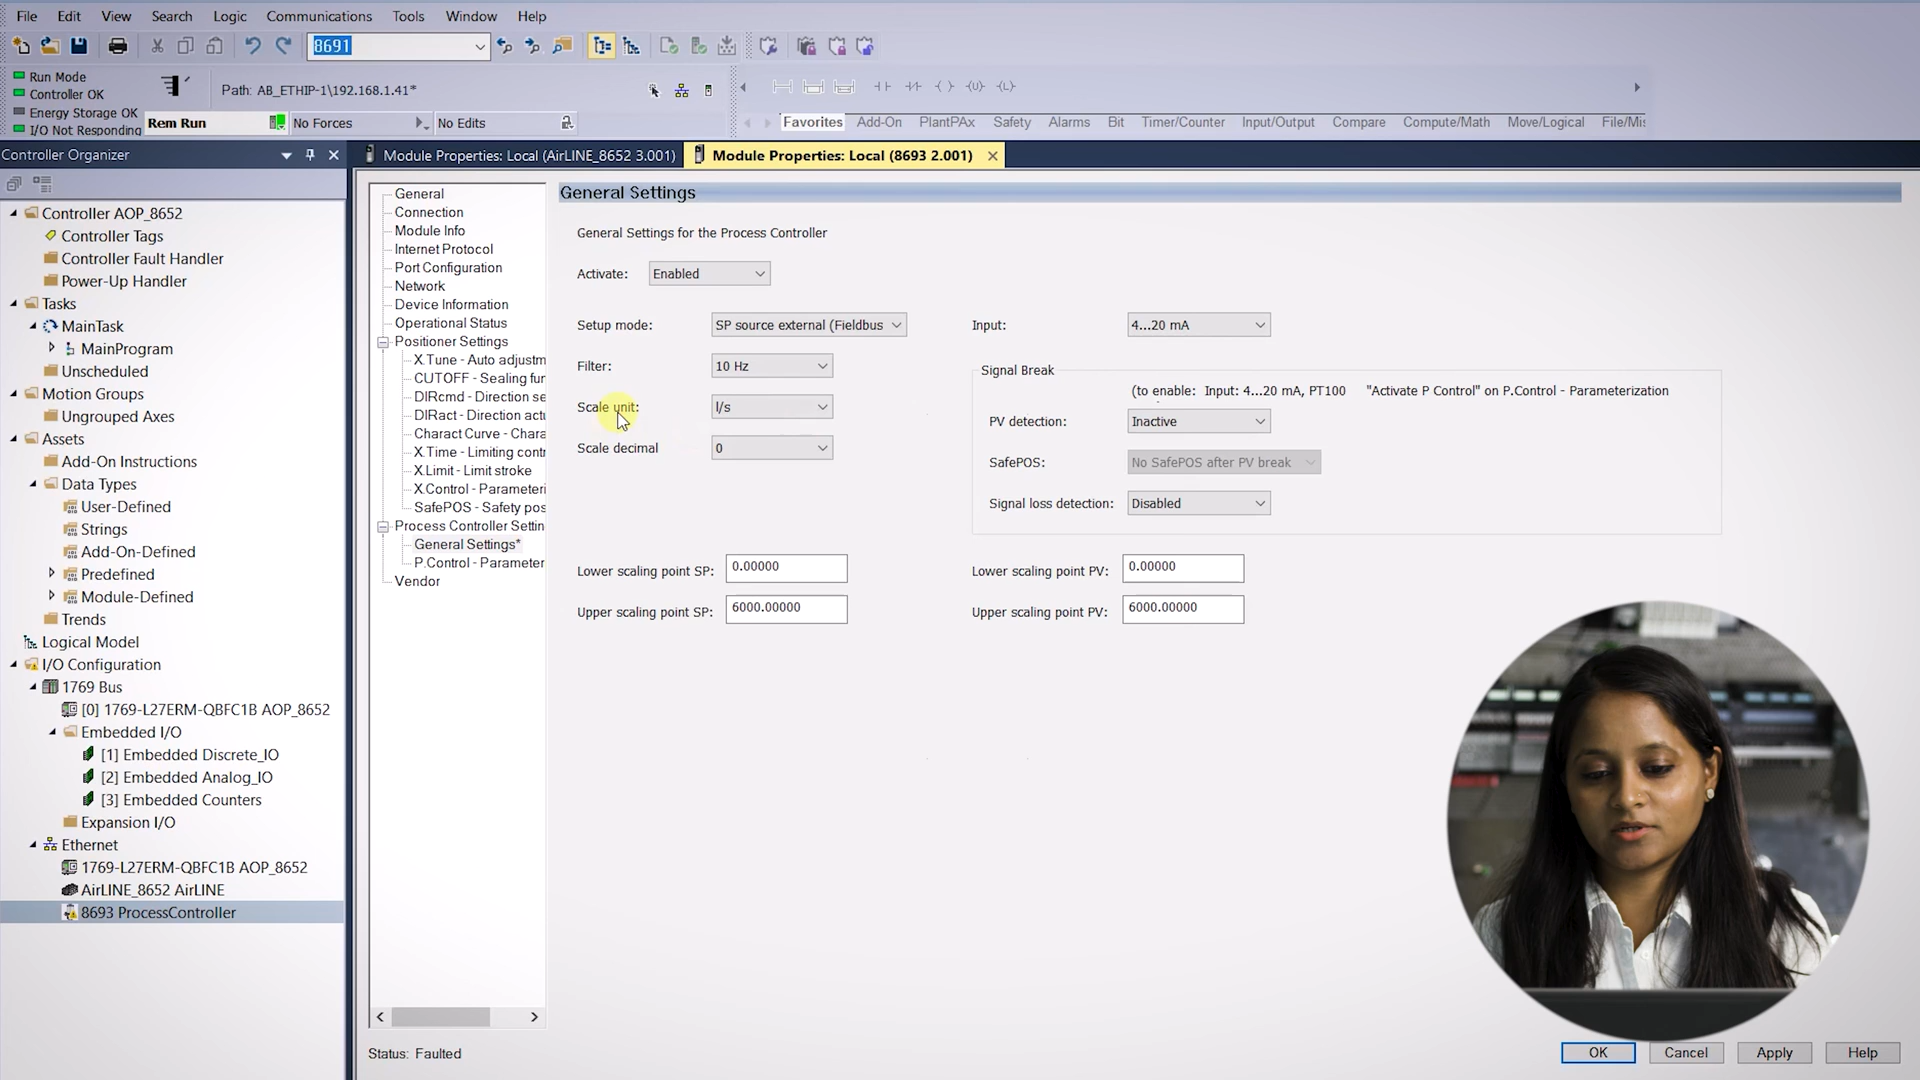 File Edit View Search Logic Communications Tools Window Help
8691
Run Mode
Controller OK
Energy Storage OK
I/O Not Responding
Path: AB_ETHIP-1\192.168.1.41*
Rem Run No Forces No Edits
Favorites Add-On PlantPAx Safety Alarms Bit Timer/Counter Input/Output Compare Compute/Math Move/Logical File/Mis
Controller Organizer
Module Properties: Local (AirLINE_8652 3.001)
Module Properties: Local (8693 2.001)
Controller AOP_8652
Controller Tags
Controller Fault Handler
Power-Up Handler
Tasks
MainTask
MainProgram
Unscheduled
Motion Groups
Ungrouped Axes
Assets
Add-On Instructions
Data Types
User-Defined
Strings
Add-On-Defined
Predefined
Module-Defined
Trends
Logical Model
I/O Configuration
1769 Bus
[0] 1769-L27ERM-QBFC1B AOP_8652
Embedded I/O
[1] Embedded Discrete_IO
[2] Embedded Analog_IO
[3] Embedded Counters
Expansion I/O
Ethernet
1769-L27ERM-QBFC1B AOP_8652
AirLINE_8652 AirLINE
8693 ProcessController
General
Connection
Module Info
Internet Protocol
Port Configuration
Network
Device Information
Operational Status
Positioner Settings
X.Tune - Auto adjustm
CUTOFF - Sealing fun
DIRcmd - Direction se
DIRact - Direction actu
Charact Curve - Chara
X.Time - Limiting contr
X.Limit - Limit stroke
X.Control - Parameteri
SafePOS - Safety pos
Process Controller Settin
General Settings*
P.Control - Parameter
Vendor
General Settings
General Settings for the Process Controller
Activate: Enabled
Setup mode: SP source external (Fieldbus
Input: 4...20 mA
Filter: 10 Hz
Signal Break
(to enable: Input: 4...20 mA, PT100 "Activate P Control" on P.Control - Parameterization
Scale unit: l/s
PV detection: Inactive
Scale decimal 0
SafePOS: No SafePOS after PV break
Signal loss detection: Disabled
Lower scaling point SP: 0.00000
Lower scaling point PV: 0.00000
Upper scaling point SP: 6000.00000
Upper scaling point PV: 6000.00000
Status: Faulted
OK Cancel Apply Help